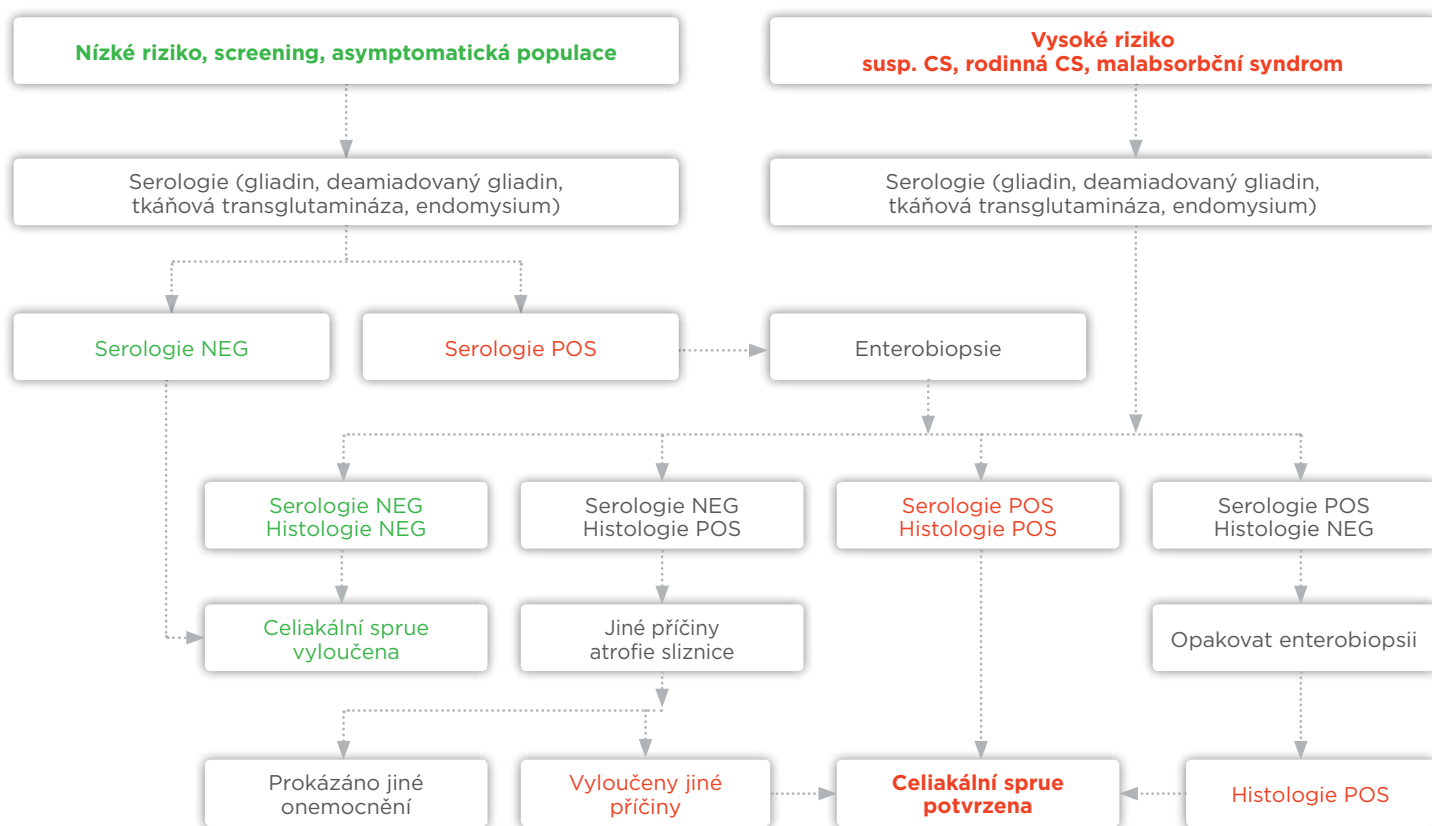 Nízké riziko, screening, asymptomatická populace
Vysoké riziko
susp. CS, rodinná CS, malabsorbční syndrom
Serologie (gliadin, deamiadovaný gliadin,
tkáňová transglutamináza, endomysium)
Serologie (gliadin, deamiadovaný gliadin,
tkáňová transglutamináza, endomysium)
Serologie NEG
Serologie POS
Enterobiopsie
Serologie NEG
Histologie NEG
Serologie NEG
Histologie POS
Serologie POS
Histologie POS
Serologie POS
Histologie NEG
Celiakální sprue
vyloučena
Jiné příčiny
atrofie sliznice
Opakovat enterobiopsii
Prokázáno jiné
onemocnění
Vyloučeny jiné
příčiny
Celiakální sprue
potvrzena
Histologie POS